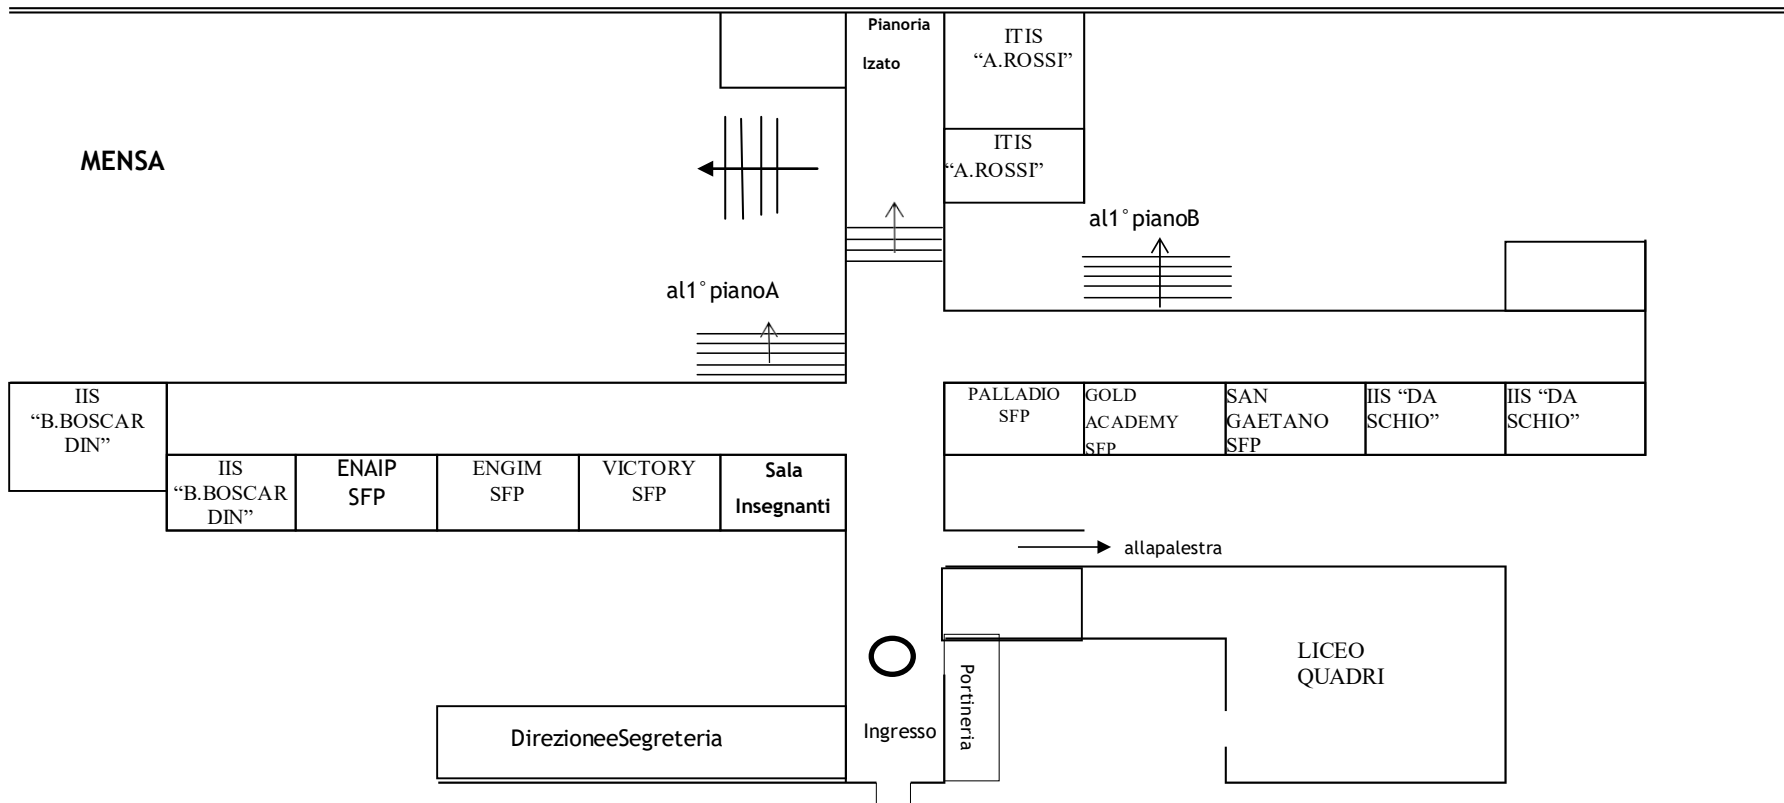 Pianoria
Izato
ITIS
“A.ROSSI”
MENSA
ITIS
“A.ROSSI”
al1°pianoB
al1°pianoA
IIS
“B.BOSCAR
DIN”
PALLADIO
SFP
GOLD
ACADEMY
SFP
SAN
GAETANO
SFP
IIS “DA
SCHIO”
IIS “DA
SCHIO”
IIS
“B.BOSCAR
DIN”
ENAIP
SFP
ENGIM
SFP
VICTORY
SFP
Sala
Insegnanti
allapalestra
LICEO
QUADRI
Portineria
Ingresso
DirezioneeSegreteria